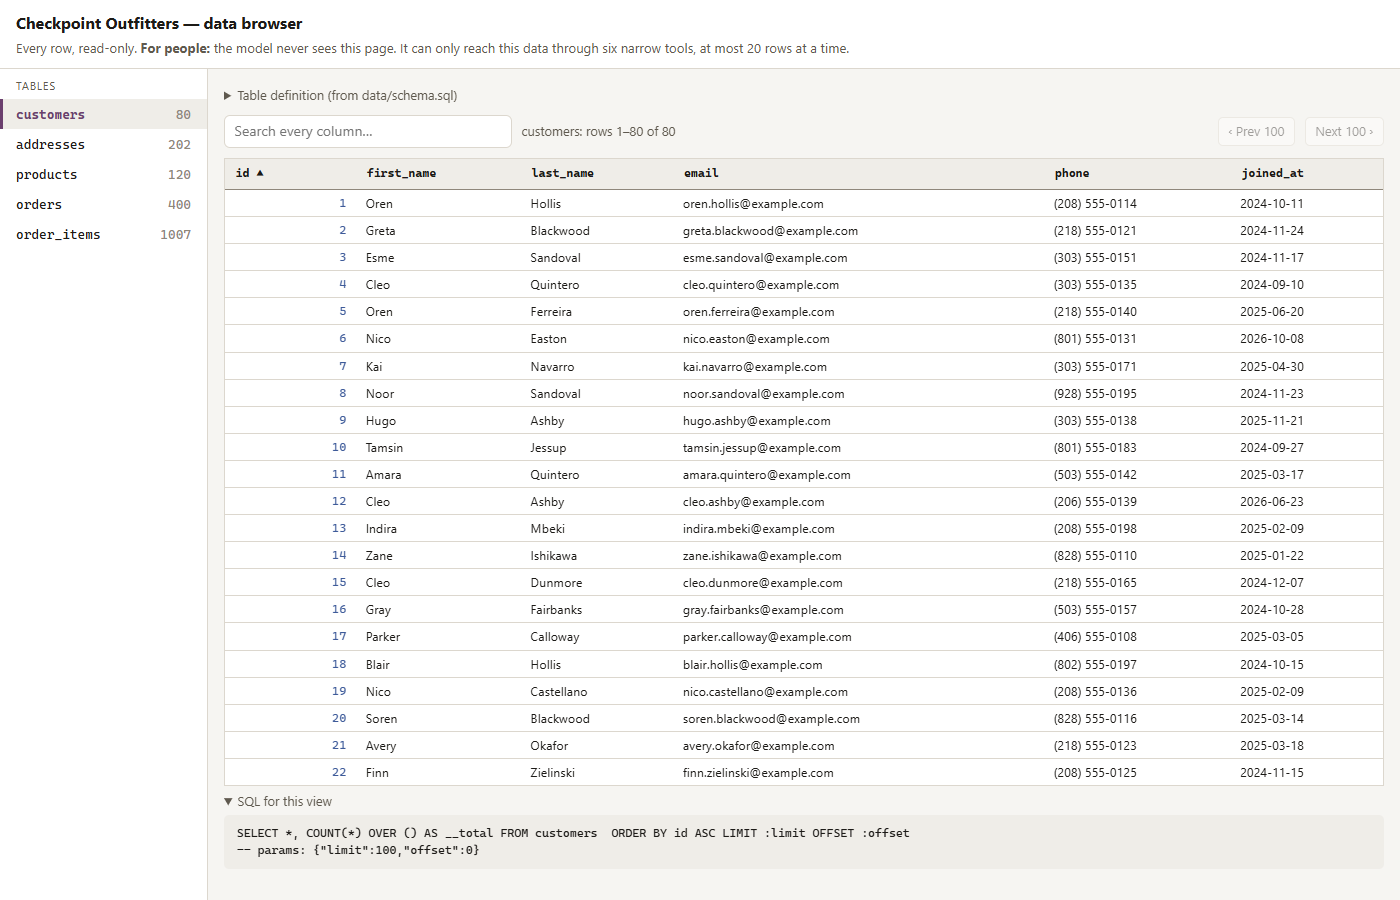 Checkpoint Outfitters — data browser
Every row, read-only. For people: the model never sees this page. It can only reach this data through six narrow tools, at most 20 rows at a time.
TABLES
customers 80
addresses 202
products 120
orders 400
order_items 1007
▶ Table definition (from data/schema.sql)
Search every column... customers: rows 1–80 of 80 ‹ Prev 100 Next 100 ›
id ▲ first_name last_name email phone joined_at
1 Oren Hollis oren.hollis@example.com (208) 555-0114 2024-10-11
2 Greta Blackwood greta.blackwood@example.com (218) 555-0121 2024-11-24
3 Esme Sandoval esme.sandoval@example.com (303) 555-0151 2024-11-17
4 Cleo Quintero cleo.quintero@example.com (303) 555-0135 2024-09-10
5 Oren Ferreira oren.ferreira@example.com (218) 555-0140 2025-06-20
6 Nico Easton nico.easton@example.com (801) 555-0131 2026-10-08
7 Kai Navarro kai.navarro@example.com (303) 555-0171 2025-04-30
8 Noor Sandoval noor.sandoval@example.com (928) 555-0195 2024-11-23
9 Hugo Ashby hugo.ashby@example.com (303) 555-0138 2025-11-21
10 Tamsin Jessup tamsin.jessup@example.com (801) 555-0183 2024-09-27
11 Amara Quintero amara.quintero@example.com (503) 555-0142 2025-03-17
12 Cleo Ashby cleo.ashby@example.com (206) 555-0139 2026-06-23
13 Indira Mbeki indira.mbeki@example.com (208) 555-0198 2025-02-09
14 Zane Ishikawa zane.ishikawa@example.com (828) 555-0110 2025-01-22
15 Cleo Dunmore cleo.dunmore@example.com (218) 555-0165 2024-12-07
16 Gray Fairbanks gray.fairbanks@example.com (503) 555-0157 2024-10-28
17 Parker Calloway parker.calloway@example.com (406) 555-0108 2025-03-05
18 Blair Hollis blair.hollis@example.com (802) 555-0197 2024-10-15
19 Nico Castellano nico.castellano@example.com (208) 555-0136 2025-02-09
20 Soren Blackwood soren.blackwood@example.com (828) 555-0116 2025-03-14
21 Avery Okafor avery.okafor@example.com (218) 555-0123 2025-03-18
22 Finn Zielinski finn.zielinski@example.com (208) 555-0125 2024-11-15
▼ SQL for this view
SELECT *, COUNT(*) OVER () AS __total FROM customers  ORDER BY id ASC LIMIT :limit OFFSET :offset
-- params: {"limit":100,"offset":0}